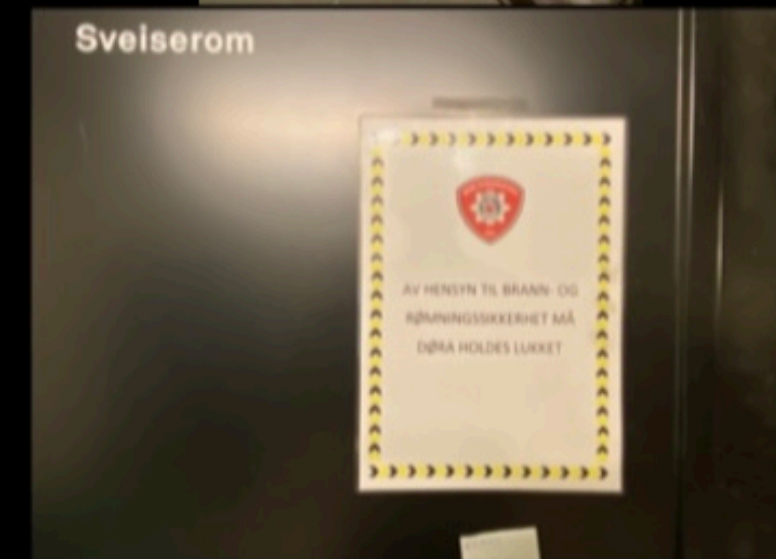 Sveiserom
AV HENSYN TIL BRANN- OG
RØMNINGSSIKKERHET MÅ
DØRA HOLDES LUKKET